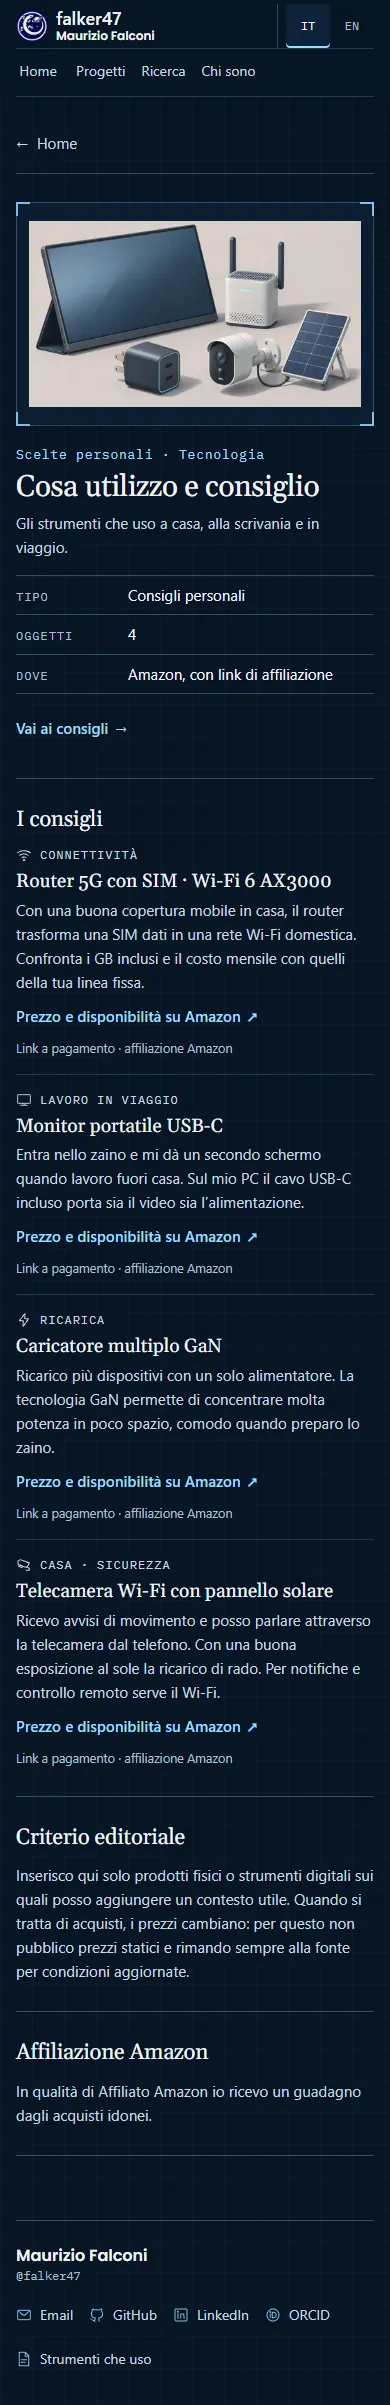 falker47
Maurizio Falconi
IT EN
Home Progetti Ricerca Chi sono
← Home
Scelte personali · Tecnologia
Cosa utilizzo e consiglio
Gli strumenti che uso a casa, alla scrivania e in
viaggio.
TIPO Consigli personali
OGGETTI 4
DOVE Amazon, con link di affiliazione
Vai ai consigli →
I consigli
CONNETTIVITÀ
Router 5G con SIM · Wi-Fi 6 AX3000
Con una buona copertura mobile in casa, il router
trasforma una SIM dati in una rete Wi-Fi domestica.
Confronta i GB inclusi e il costo mensile con quelli
della tua linea fissa.
Prezzo e disponibilità su Amazon ↗
Link a pagamento · affiliazione Amazon
LAVORO IN VIAGGIO
Monitor portatile USB-C
Entra nello zaino e mi dà un secondo schermo
quando lavoro fuori casa. Sul mio PC il cavo USB-C
incluso porta sia il video sia l’alimentazione.
Prezzo e disponibilità su Amazon ↗
Link a pagamento · affiliazione Amazon
RICARICA
Caricatore multiplo GaN
Ricarico più dispositivi con un solo alimentatore. La
tecnologia GaN permette di concentrare molta
potenza in poco spazio, comodo quando preparo lo
zaino.
Prezzo e disponibilità su Amazon ↗
Link a pagamento · affiliazione Amazon
CASA · SICUREZZA
Telecamera Wi-Fi con pannello solare
Ricevo avvisi di movimento e posso parlare attraverso
la telecamera dal telefono. Con una buona
esposizione al sole la ricarico di rado. Per notifiche e
controllo remoto serve il Wi-Fi.
Prezzo e disponibilità su Amazon ↗
Link a pagamento · affiliazione Amazon
Criterio editoriale
Inserisco qui solo prodotti fisici o strumenti digitali sui
quali posso aggiungere un contesto utile. Quando si
tratta di acquisti, i prezzi cambiano: per questo non
pubblico prezzi statici e rimando sempre alla fonte
per condizioni aggiornate.
Affiliazione Amazon
In qualità di Affiliato Amazon io ricevo un guadagno
dagli acquisti idonei.
Maurizio Falconi
@falker47
Email GitHub LinkedIn ORCID
Strumenti che uso